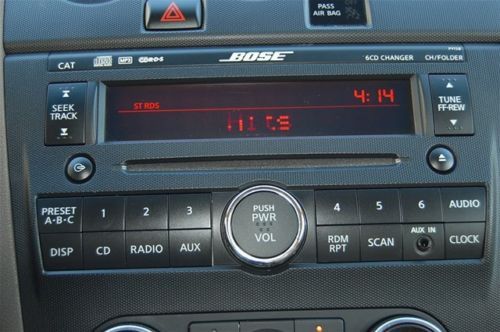 PASS
AIR BAG
CAT MP3 RDS BOSE 6CD CHANGER CH/FOLDER
SEEK
TRACK
ST RDS 4:14
Hits
TUNE
FF·REW
PRESET
A·B·C
1 2 3
PUSH
PWR
VOL
4 5 6 AUDIO
DISP CD RADIO AUX
RDM
RPT
SCAN
AUX IN
CLOCK